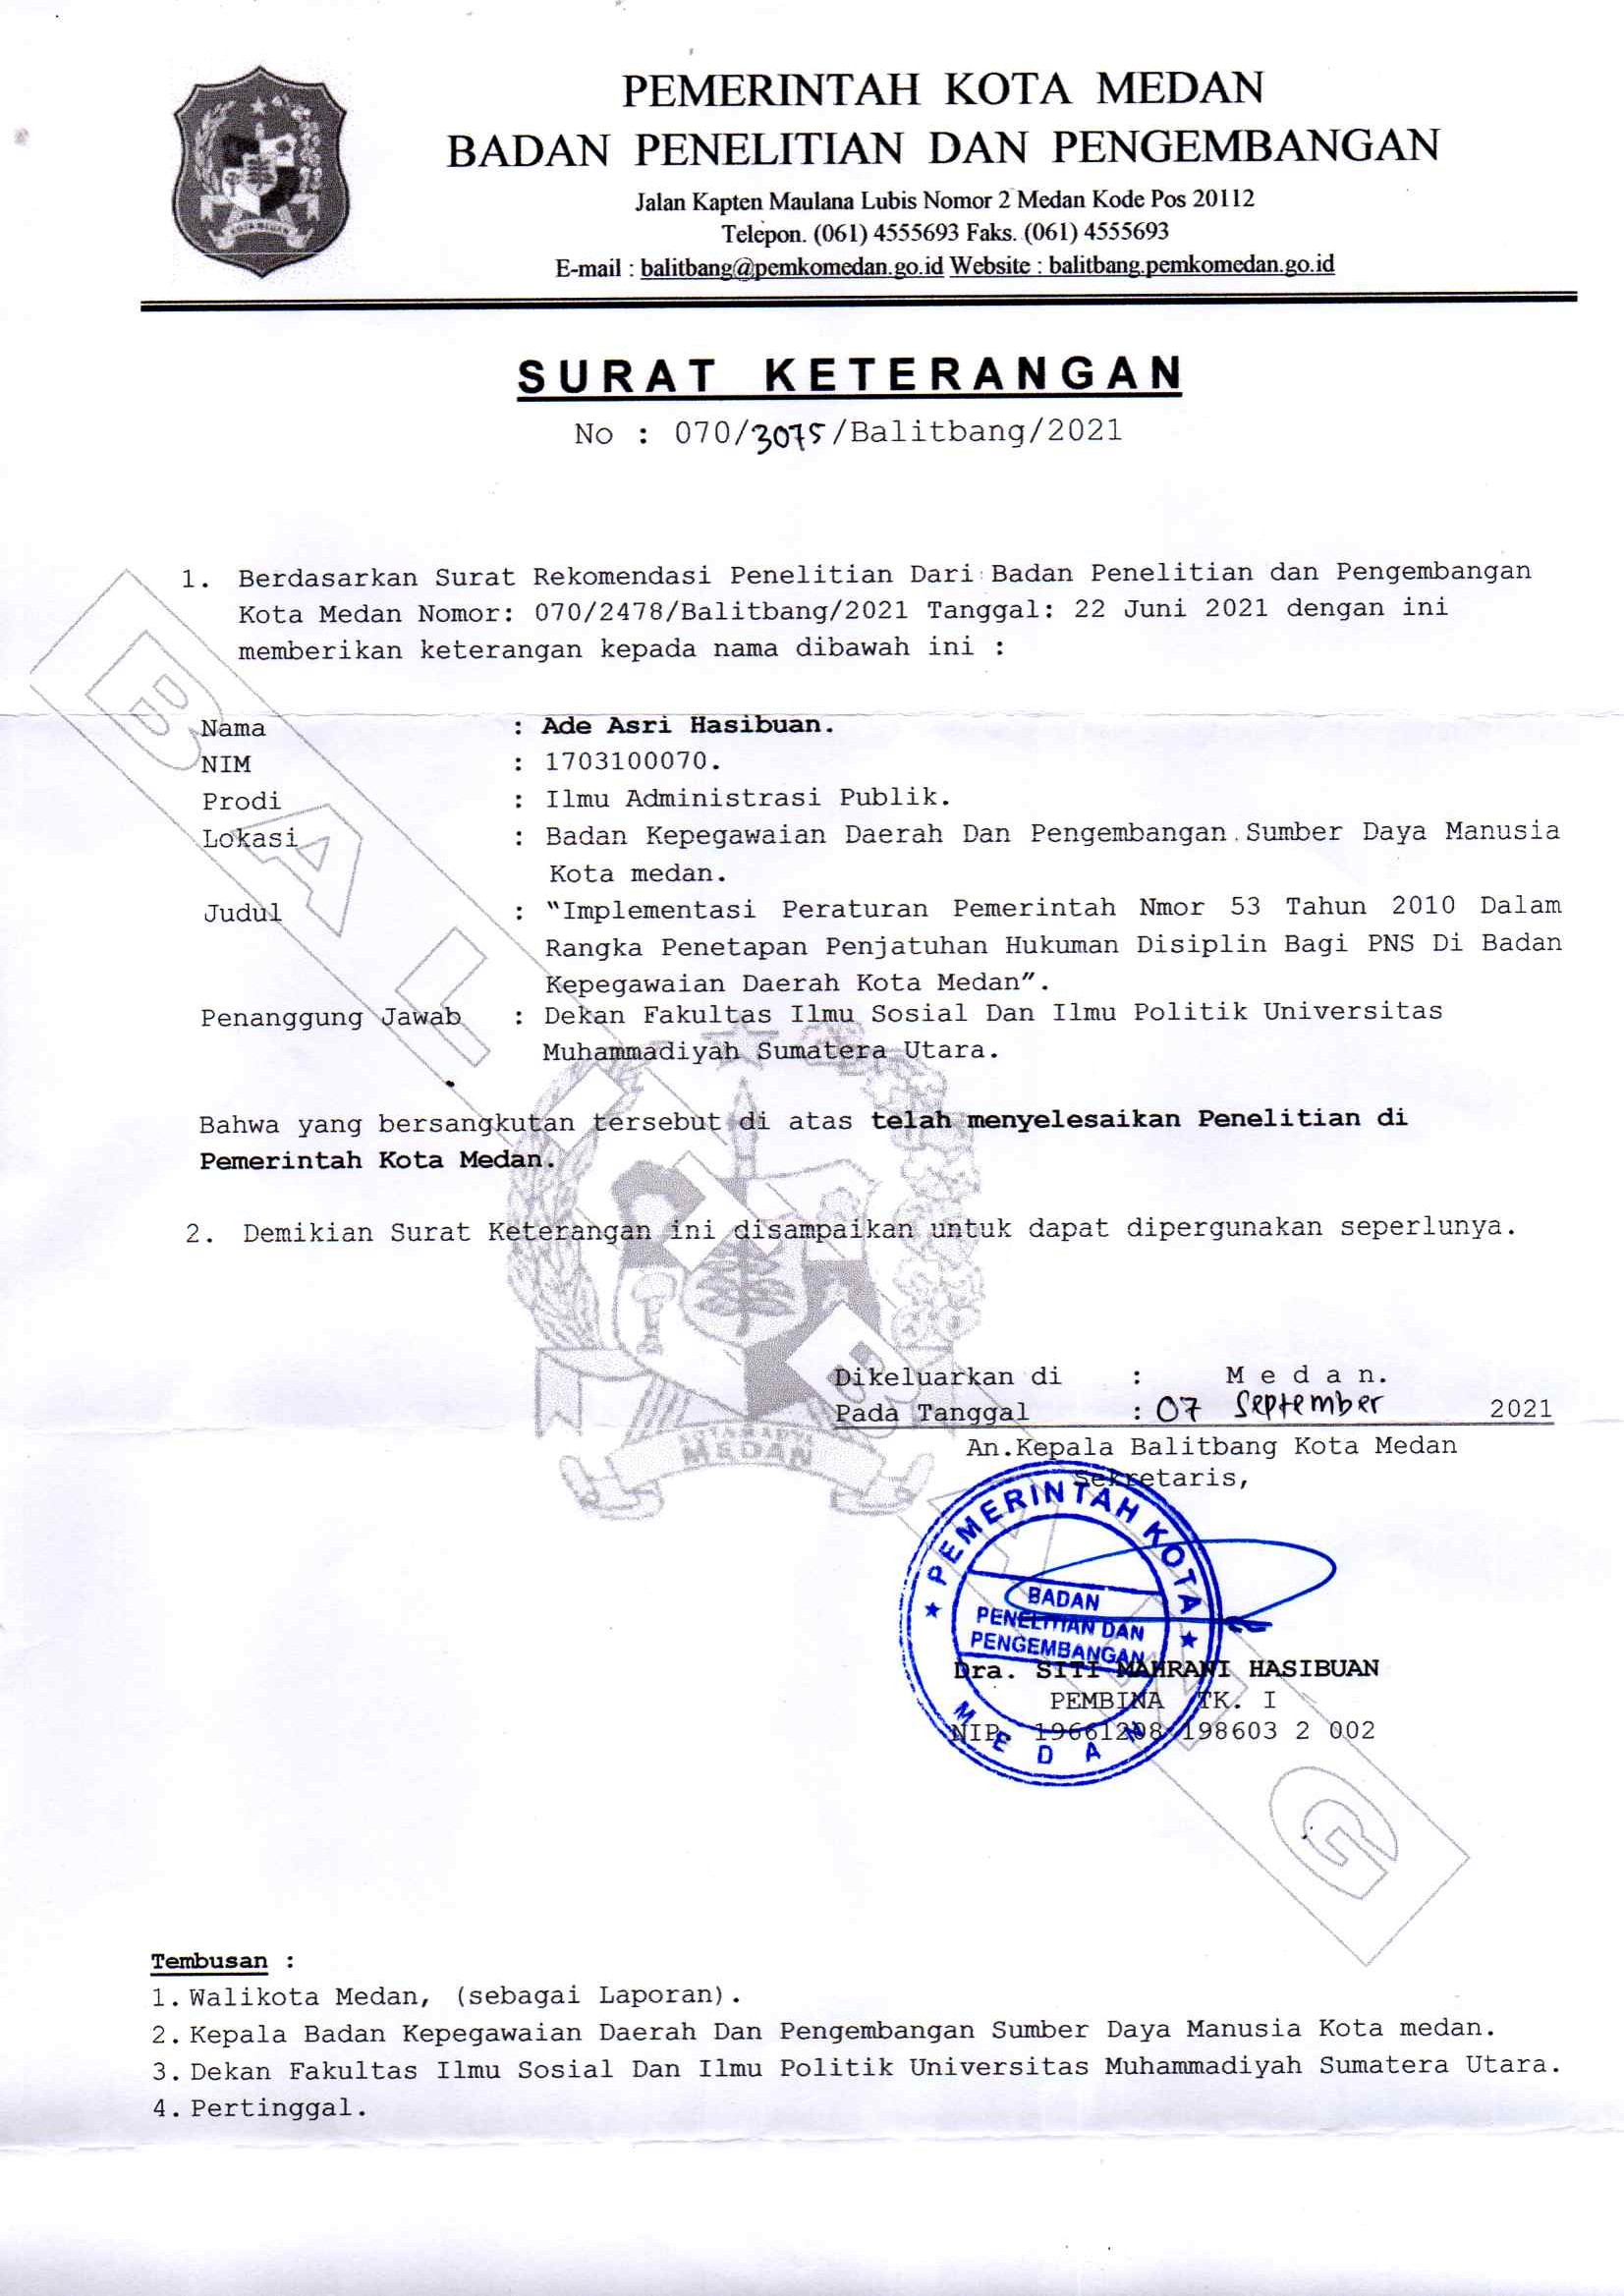 PEMERINTAH KOTA MEDAN
BADAN PENELITIAN DAN PENGEMBANGAN
Jalan Kapten Maulana Lubis Nomor 2 Medan Kode Pos 20112
Telepon. (061) 4555693 Faks. (061) 4555693
E-mail : balitbang@pemkomedan.go.id Website : balitbang.pemkomedan.go.id
SURAT KETERANGAN
No : 070/3075/Balitbang/2021
1. Berdasarkan Surat Rekomendasi Penelitian Dari Badan Penelitian dan Pengembangan
Kota Medan Nomor: 070/2478/Balitbang/2021 Tanggal: 22 Juni 2021 dengan ini
memberikan keterangan kepada nama dibawah ini :
Nama : Ade Asri Hasibuan.
NIM : 1703100070.
Prodi : Ilmu Administrasi Publik.
Lokasi : Badan Kepegawaian Daerah Dan Pengembangan Sumber Daya Manusia
Kota medan.
Judul : “Implementasi Peraturan Pemerintah Nmor 53 Tahun 2010 Dalam
Rangka Penetapan Penjatuhan Hukuman Disiplin Bagi PNS Di Badan
Kepegawaian Daerah Kota Medan”.
Penanggung Jawab : Dekan Fakultas Ilmu Sosial Dan Ilmu Politik Universitas
Muhammadiyah Sumatera Utara.
Bahwa yang bersangkutan tersebut di atas telah menyelesaikan Penelitian di
Pemerintah Kota Medan.
2. Demikian Surat Keterangan ini disampaikan untuk dapat dipergunakan seperlunya.
Dikeluarkan di : M e d a n.
Pada Tanggal : 07 September 2021
An.Kepala Balitbang Kota Medan
Sekretaris,
PEMERINTAH KOTA
BADAN
PENELITIAN DAN
PENGEMBANGAN
MEDAN
Dra. SITI MAHRANI HASIBUAN
PEMBINA TK. I
NIP. 19661208 198603 2 002
Tembusan :
1. Walikota Medan, (sebagai Laporan).
2. Kepala Badan Kepegawaian Daerah Dan Pengembangan Sumber Daya Manusia Kota medan.
3. Dekan Fakultas Ilmu Sosial Dan Ilmu Politik Universitas Muhammadiyah Sumatera Utara.
4. Pertinggal.
BALITBANG
MEDAN